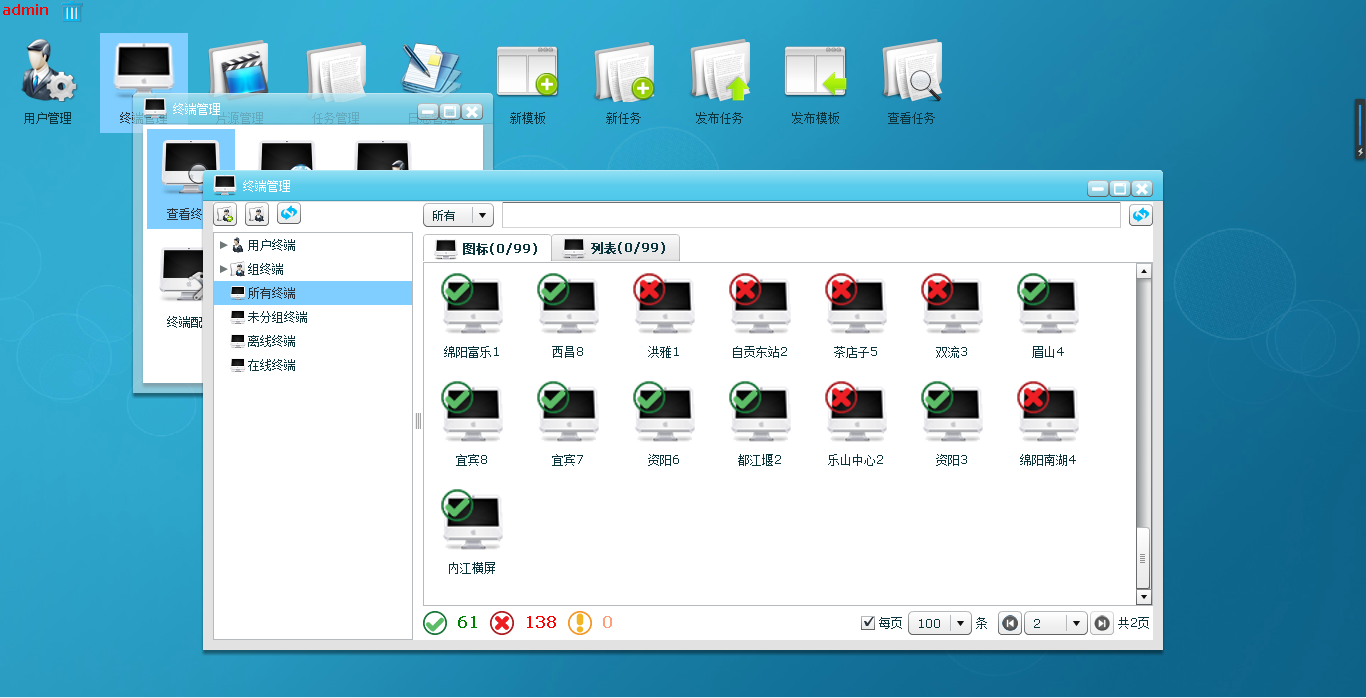 admin
用户管理
终端管理
片源管理
任务管理
新模板
新任务
发布任务
发布模板
查看任务
终端管理
查看终
终端配
终端管理
所有
用户终端
组终端
所有终端
未分组终端
离线终端
在线终端
图标(0/99)
列表(0/99)
绵阳富乐1
西昌8
洪雅1
自贡东站2
茶店子5
双流3
眉山4
宜宾8
宜宾7
资阳6
都江堰2
乐山中心2
资阳3
绵阳南湖4
内江横屏
61
138
0
每页
100
条
2
共2页